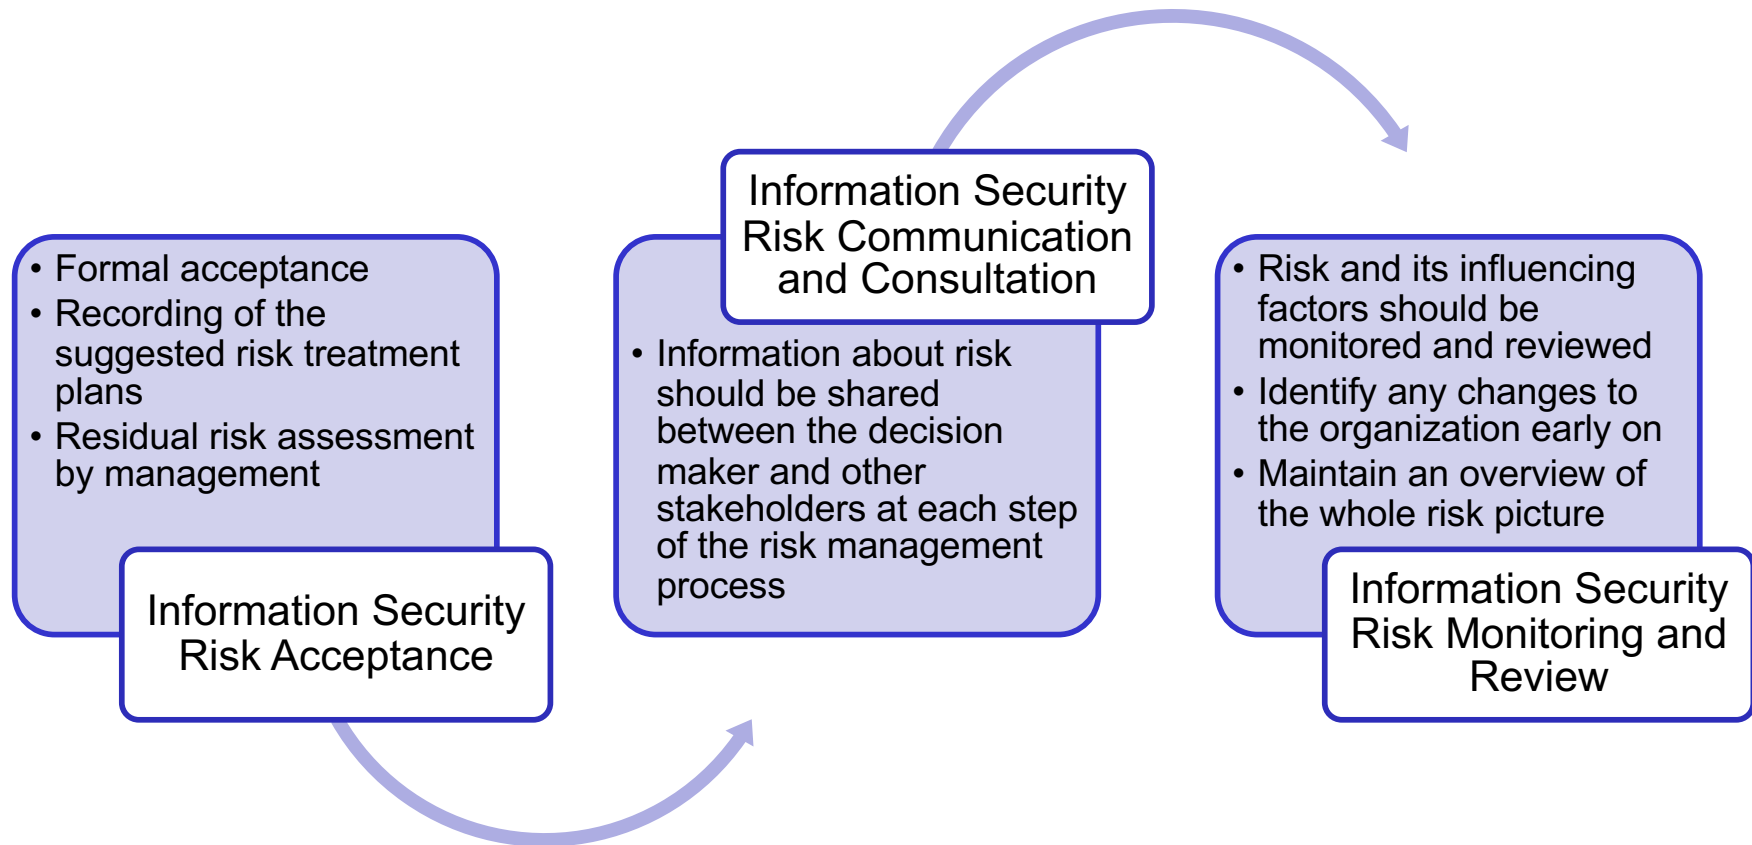 • Formal acceptance
• Recording of the
suggested risk treatment
plans
• Residual risk assessment
by management
Information Security
Risk Acceptance
Information Security
Risk Communication
and Consultation
• Information about risk
should be shared
between the decision
maker and other
stakeholders at each step
of the risk management
process
• Risk and its influencing
factors should be
monitored and reviewed
• Identify any changes to
the organization early on
• Maintain an overview of
the whole risk picture
Information Security
Risk Monitoring and
Review